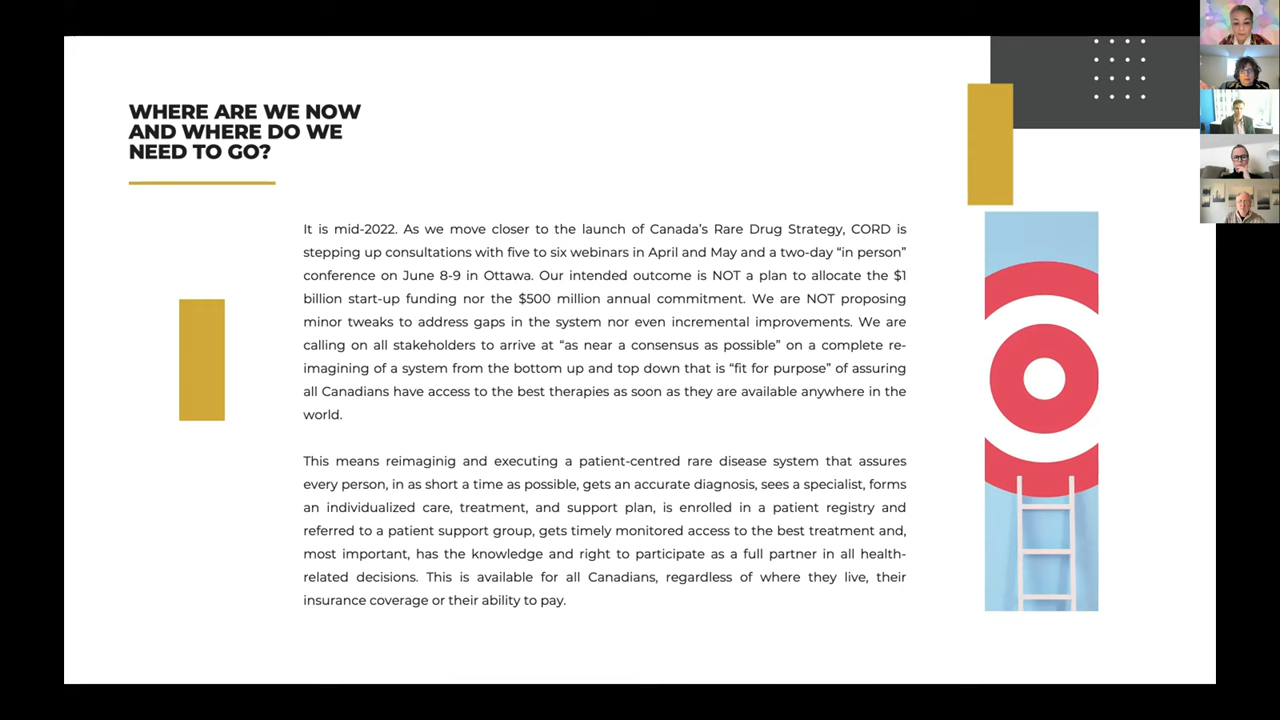 WHERE ARE WE NOW
AND WHERE DO WE
NEED TO GO?
It is mid-2022. As we move closer to the launch of Canada’s Rare Drug Strategy, CORD is
stepping up consultations with five to six webinars in April and May and a two-day “in person”
conference on June 8-9 in Ottawa. Our intended outcome is NOT a plan to allocate the $1
billion start-up funding nor the $500 million annual commitment. We are NOT proposing
minor tweaks to address gaps in the system nor even incremental improvements. We are
calling on all stakeholders to arrive at “as near a consensus as possible” on a complete re-
imagining of a system from the bottom up and top down that is “fit for purpose” of assuring
all Canadians have access to the best therapies as soon as they are available anywhere in the
world.
This means reimaginig and executing a patient-centred rare disease system that assures
every person, in as short a time as possible, gets an accurate diagnosis, sees a specialist, forms
an individualized care, treatment, and support plan, is enrolled in a patient registry and
referred to a patient support group, gets timely monitored access to the best treatment and,
most important, has the knowledge and right to participate as a full partner in all health-
related decisions. This is available for all Canadians, regardless of where they live, their
insurance coverage or their ability to pay.